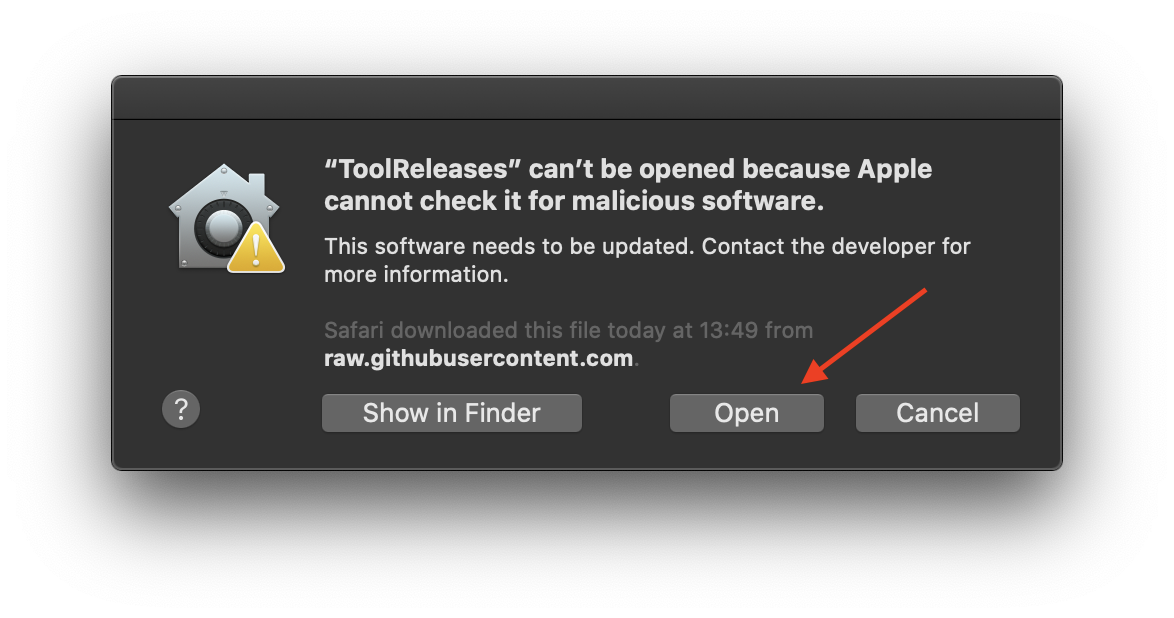 “ToolReleases” can’t be opened because Apple
cannot check it for malicious software.
This software needs to be updated. Contact the developer for
more information.
Safari downloaded this file today at 13:49 from
raw.githubusercontent.com.
?
Show in Finder
Open
Cancel